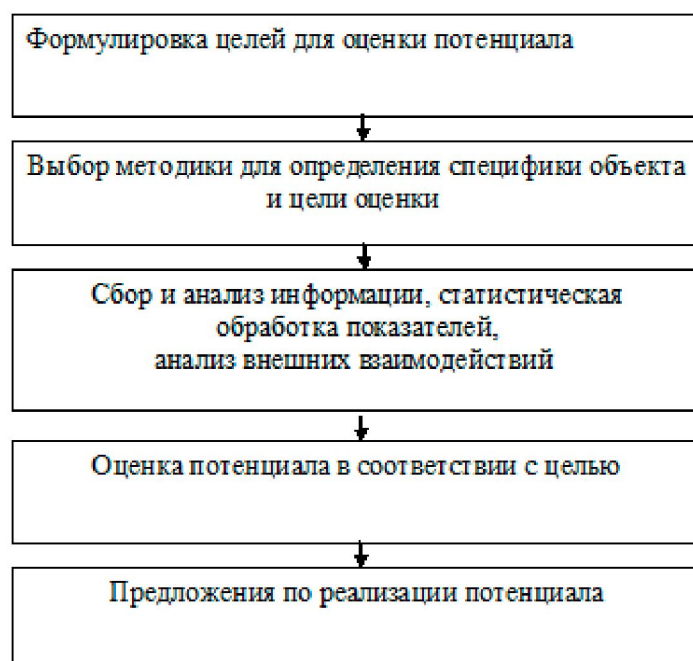 Формулировка целей для оценки потенциала
Выбор методики для определения специфики объекта
и цели оценки
Сбор и анализ информации, статистическая
обработка показателей,
анализ внешних взаимодействий
Оценка потенциала в соответствии с целью
Предложения по реализации потенциала